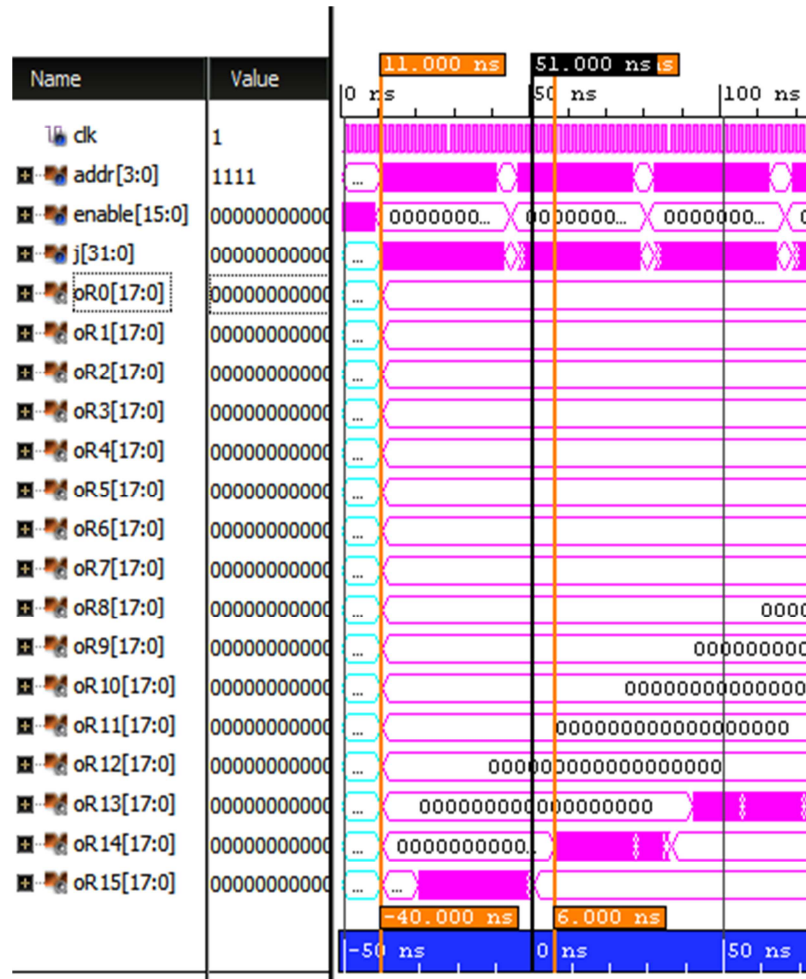 11.000 ns 51.000 ns s
Name Value 0 ns 50 ns 100 ns
clk 1
addr[3:0] 1111 ...
enable[15:0] 00000000000 0000000... 0000000... 0000000...
j[31:0] 00000000000 ...
oR0[17:0] 00000000000 ...
oR1[17:0] 00000000000 ...
oR2[17:0] 00000000000 ...
oR3[17:0] 00000000000 ...
oR4[17:0] 00000000000 ...
oR5[17:0] 00000000000 ...
oR6[17:0] 00000000000 ...
oR7[17:0] 00000000000 ...
oR8[17:0] 00000000000 ... 0000
oR9[17:0] 00000000000 ... 000000000
oR10[17:0] 00000000000 ... 00000000000000
oR11[17:0] 00000000000 ... 000000000000000000
oR12[17:0] 00000000000 ... 000000000000000000
oR13[17:0] 00000000000 ... 000000000000000000
oR14[17:0] 00000000000 ... 0000000000...
oR15[17:0] 00000000000 ... ...
-40.000 ns 6.000 ns
-50 ns 0 ns 50 ns